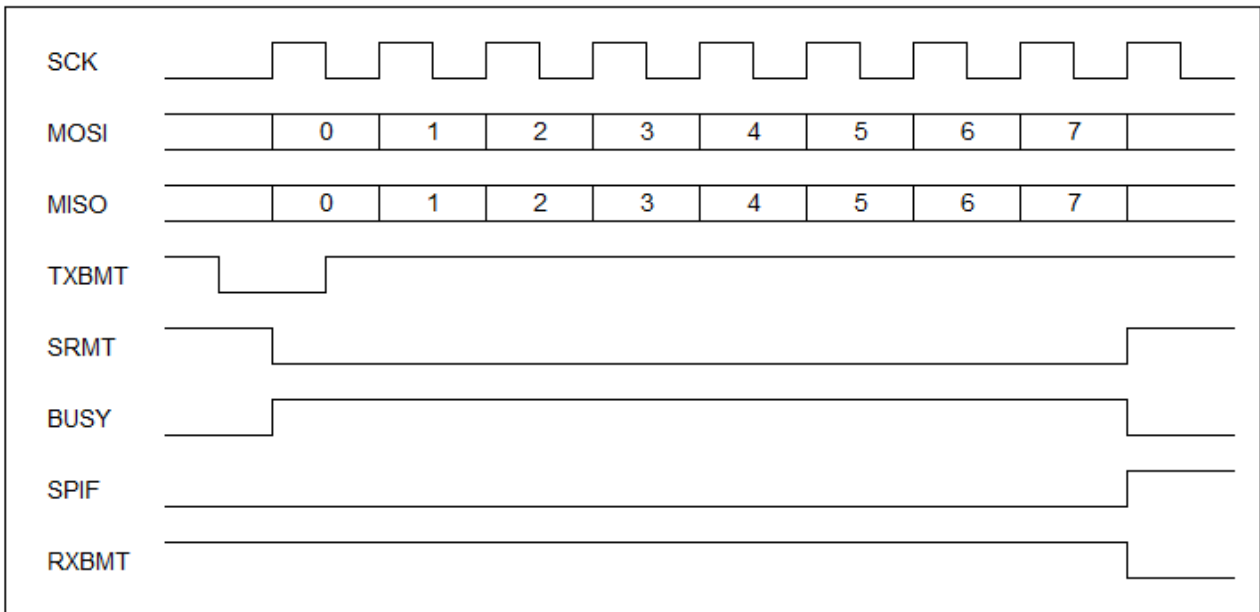 SCK
MOSI 0 1 2 3 4 5 6 7
MISO 0 1 2 3 4 5 6 7
TXBMT
SRMT
BUSY
SPIF
RXBMT